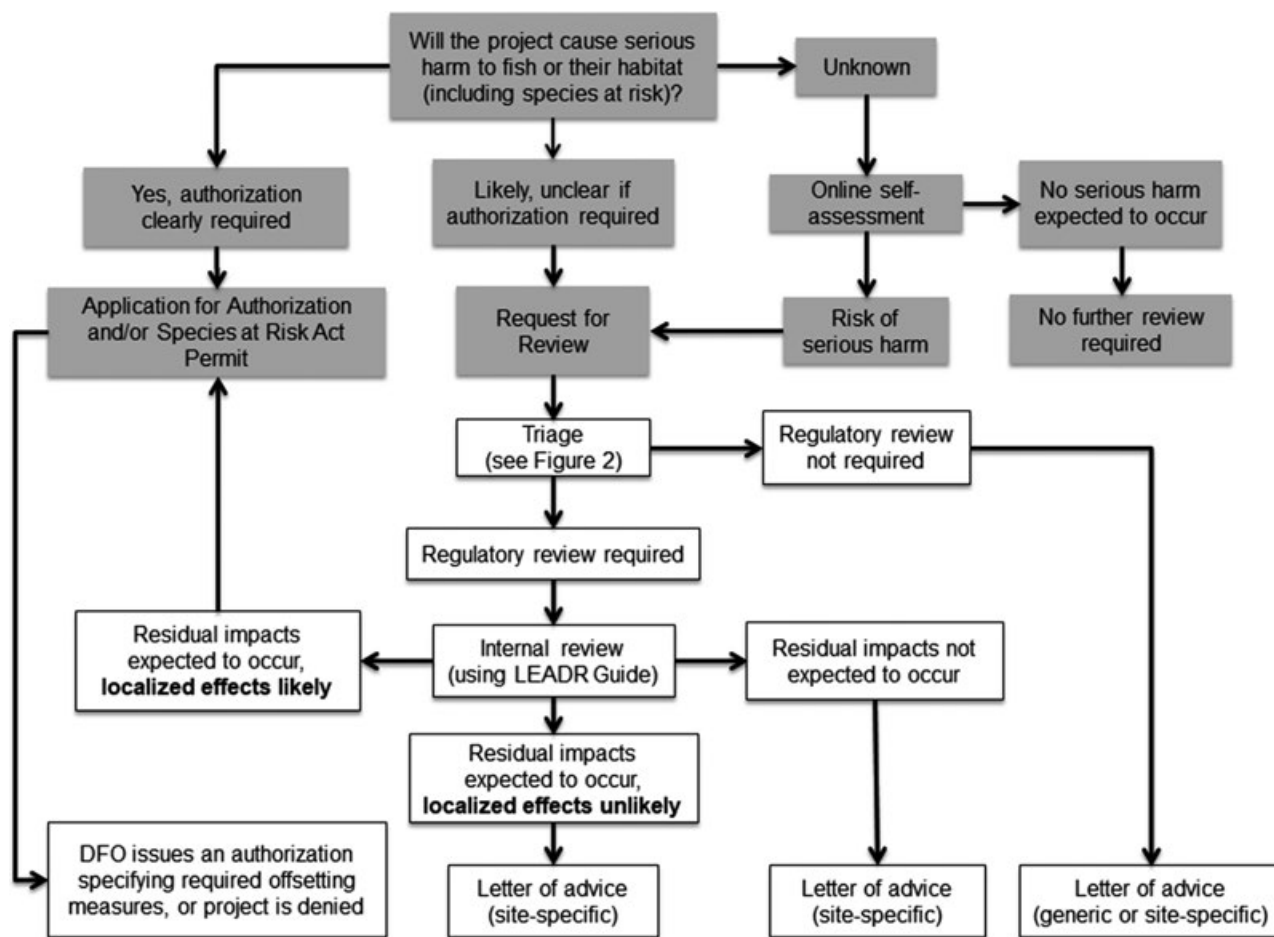 Will the project cause serious
harm to fish or their habitat
(including species at risk)?
Unknown
Yes, authorization
clearly required
Likely, unclear if
authorization required
Online self-
assessment
No serious harm
expected to occur
Application for Authorization
and/or Species at Risk Act
Permit
Request for
Review
Risk of
serious harm
No further review
required
Triage
(see Figure 2)
Regulatory review
not required
Regulatory review required
Residual impacts
expected to occur,
localized effects likely
Internal review
(using LEADR Guide)
Residual impacts not
expected to occur
Residual impacts
expected to occur,
localized effects unlikely
DFO issues an authorization
specifying required offsetting
measures, or project is denied
Letter of advice
(site-specific)
Letter of advice
(site-specific)
Letter of advice
(generic or site-specific)